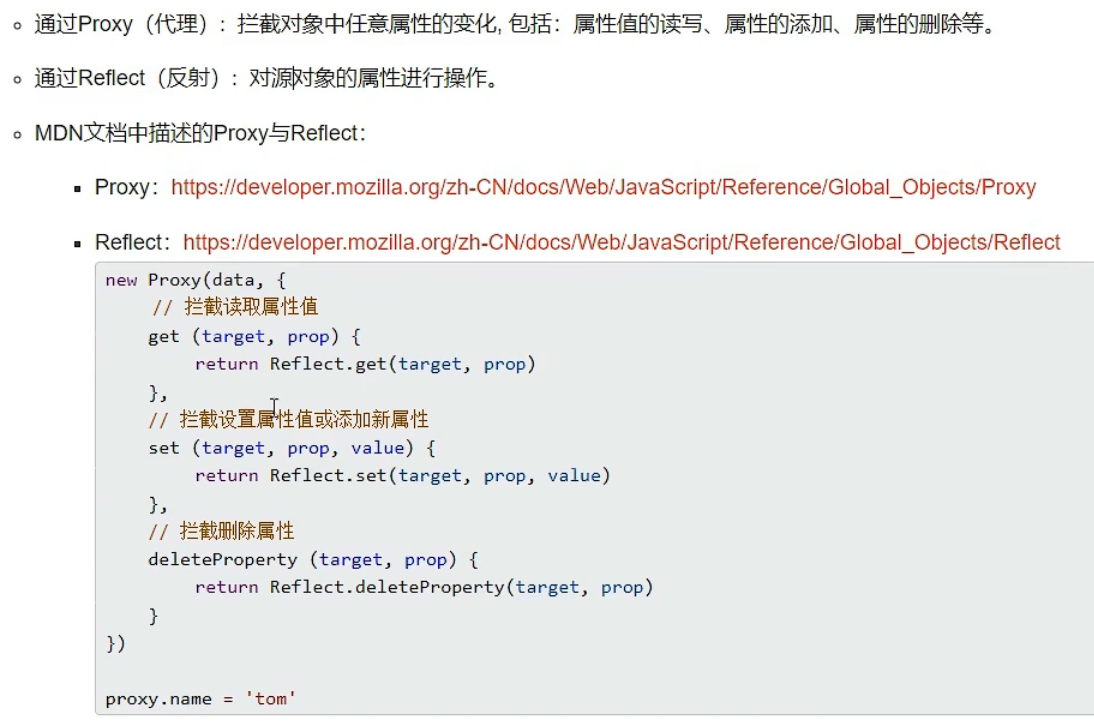 通过Proxy（代理）: 拦截对象中任意属性的变化, 包括：属性值的读写、属性的添加、属性的删除等。
通过Reflect（反射）: 对源对象的属性进行操作。
MDN文档中描述的Proxy与Reflect：
Proxy：https://developer.mozilla.org/zh-CN/docs/Web/JavaScript/Reference/Global_Objects/Proxy
Reflect：https://developer.mozilla.org/zh-CN/docs/Web/JavaScript/Reference/Global_Objects/Reflect
new Proxy(data, {
    // 拦截读取属性值
    get (target, prop) {
        return Reflect.get(target, prop)
    },
    // 拦截设置属性值或添加新属性
    set (target, prop, value) {
        return Reflect.set(target, prop, value)
    },
    // 拦截删除属性
    deleteProperty (target, prop) {
        return Reflect.deleteProperty(target, prop)
    }
})
proxy.name = 'tom'